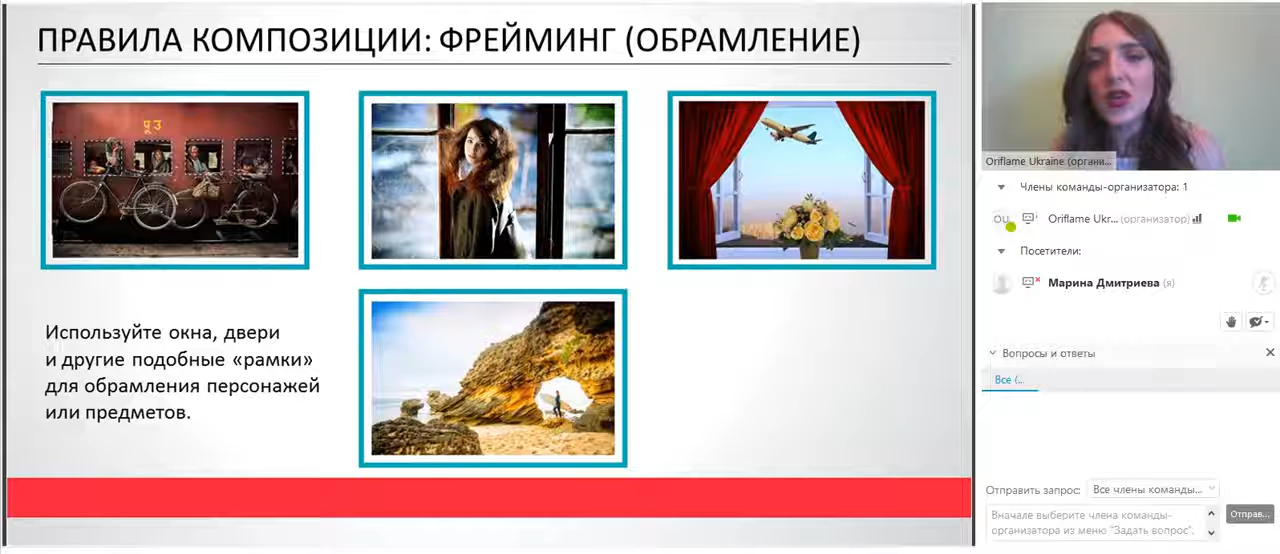 ПРАВИЛА КОМПОЗИЦИИ: ФРЕЙМИНГ (ОБРАМЛЕНИЕ)
पू उ
Используйте окна, двери
и другие подобные «рамки»
для обрамления персонажей
или предметов.
Oriflame Ukraine (органи...
Члены команды-организатора: 1
OU
Oriflame Ukr... (организатор)
Посетители:
Марина Дмитриева (я)
Вопросы и ответы
Все (...
Отправить запрос:
Все члены команды...
Вначале выберите члена команды-
организатора из меню "Задать вопрос".
Отправ...